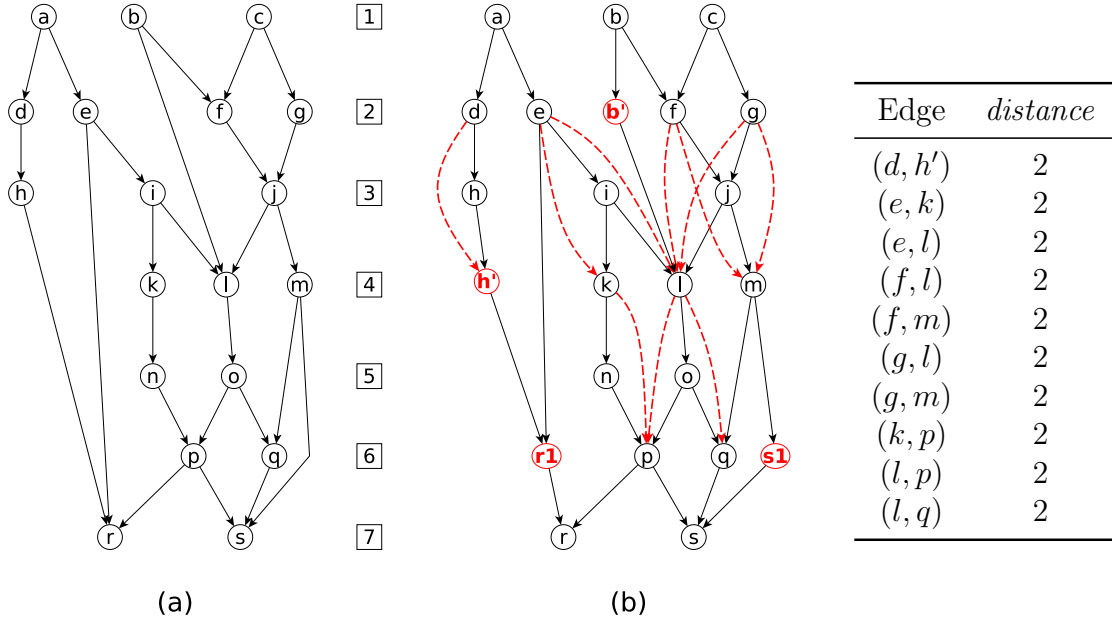 a b c 1 a b c
d e f g 2 d e b' f g
h i j 3 h i j
k l m 4 h' k l m
n o 5 n o
p q 6 r1 p q s1
r s 7 r s
(a) (b)
Edge distance
(d, h′) 2
(e, k) 2
(e, l) 2
(f, l) 2
(f, m) 2
(g, l) 2
(g, m) 2
(k, p) 2
(l, p) 2
(l, q) 2